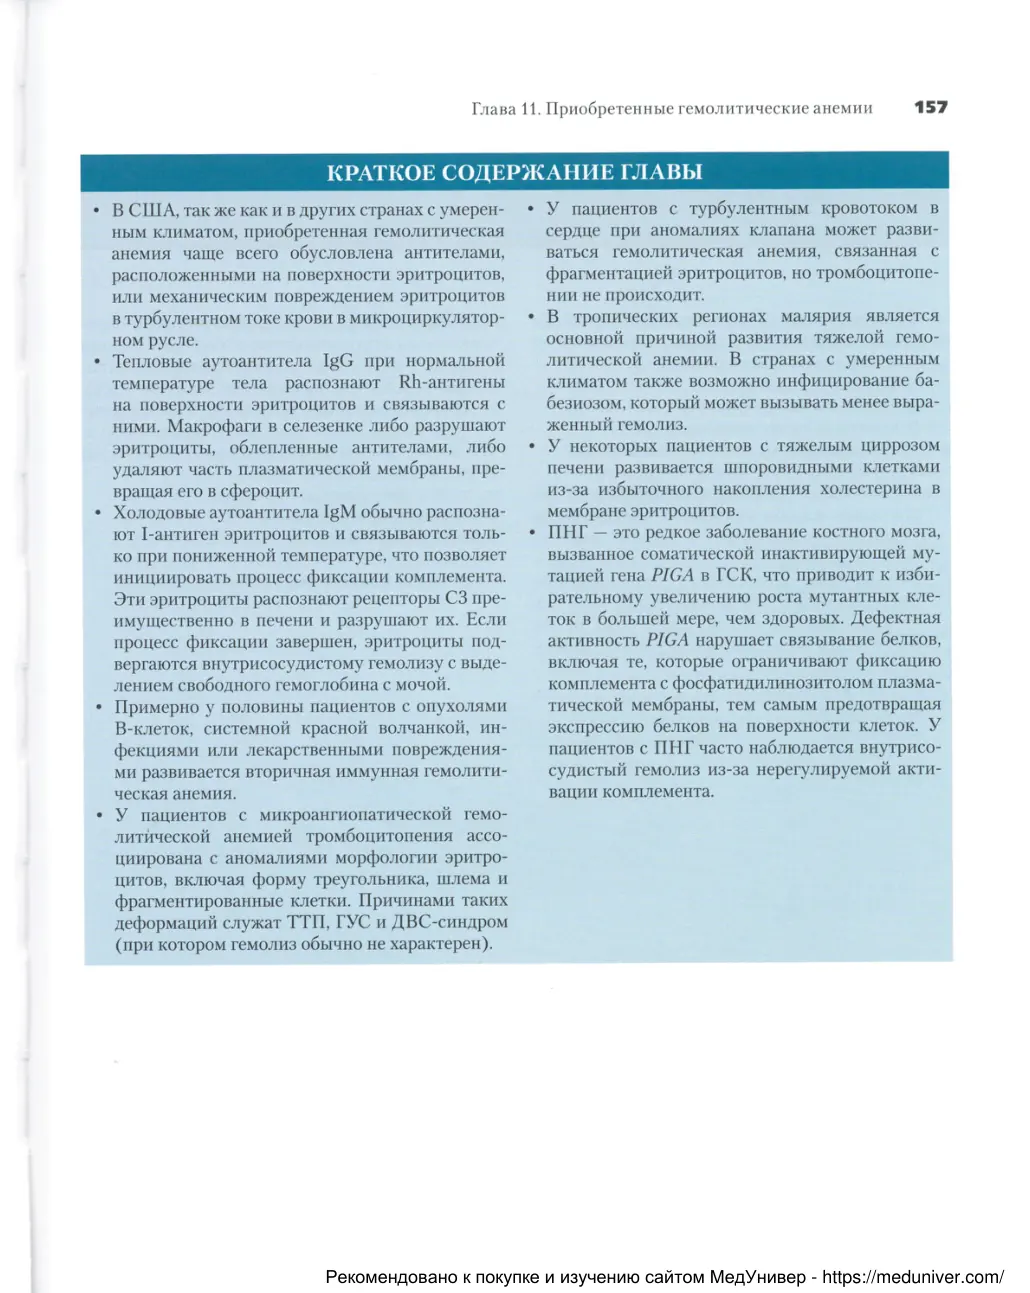 Глава 11. Приобретенные гемолитические анемии 157
КРАТКОЕ СОДЕРЖАНИЕ ГЛАВЫ
• В США, так же как и в других странах с умерен-
ным климатом, приобретенная гемолитическая
анемия чаще всего обусловлена антителами,
расположенными на поверхности эритроцитов,
или механическим повреждением эритроцитов
в турбулентном токе крови в микроциркулятор-
ном русле.
• Тепловые аутоантитела IgG при нормальной
температуре тела распознают Rh-антигены
на поверхности эритроцитов и связываются с
ними. Макрофаги в селезенке либо разрушают
эритроциты, облепленные антителами, либо
удаляют часть плазматической мембраны, пре-
вращая его в сфероцит.
• Холодовые аутоантитела IgM обычно распозна-
ют I-антиген эритроцитов и связываются толь-
ко при пониженной температуре, что позволяет
инициировать процесс фиксации комплемента.
Эти эритроциты распознают рецепторы C3 пре-
имущественно в печени и разрушают их. Если
процесс фиксации завершен, эритроциты под-
вергаются внутрисосудистому гемолизу с выде-
лением свободного гемоглобина с мочой.
• Примерно у половины пациентов с опухолями
В-клеток, системной красной волчанкой, ин-
фекциями или лекарственными повреждения-
ми развивается вторичная иммунная гемолити-
ческая анемия.
• У пациентов с микроангиопатической гемо-
литической анемией тромбоцитопения ассо-
циирована с аномалиями морфологии эритро-
цитов, включая форму треугольника, шлема и
фрагментированные клетки. Причинами таких
деформаций служат ТТП, ГУС и ДВС-синдром
(при котором гемолиз обычно не характерен).
• У пациентов с турбулентным кровотоком в
сердце при аномалиях клапана может разви-
ваться гемолитическая анемия, связанная с
фрагментацией эритроцитов, но тромбоцитопе-
нии не происходит.
• В тропических регионах малярия является
основной причиной развития тяжелой гемо-
литической анемии. В странах с умеренным
климатом также возможно инфицирование ба-
безиозом, который может вызывать менее выра-
женный гемолиз.
• У некоторых пациентов с тяжелым циррозом
печени развивается шпоровидными клетками
из-за избыточного накопления холестерина в
мембране эритроцитов.
• ПНГ — это редкое заболевание костного мозга,
вызванное соматической инактивирующей му-
тацией гена PIGA в ГСК, что приводит к изби-
рательному увеличению роста мутантных кле-
ток в большей мере, чем здоровых. Дефектная
активность PIGA нарушает связывание белков,
включая те, которые ограничивают фиксацию
комплемента с фосфатидилинозитолом плазма-
тической мембраны, тем самым предотвращая
экспрессию белков на поверхности клеток. У
пациентов с ПНГ часто наблюдается внутрисо-
судистый гемолиз из-за нерегулируемой акти-
вации комплемента.
Рекомендовано к покупке и изучению сайтом МедУнивер - https://meduniver.com/